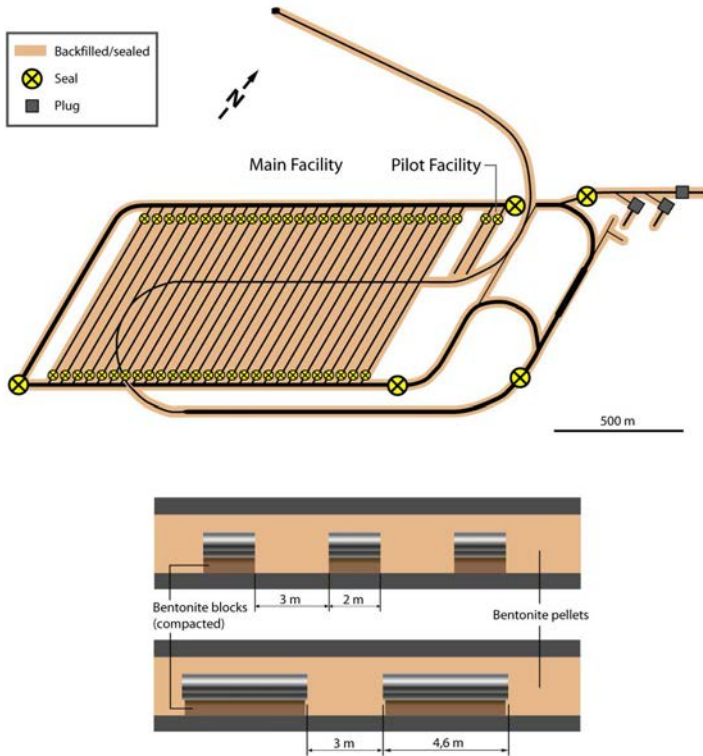 Backfilled/sealed
Seal
Plug
N
Main Facility
Pilot Facility
500 m
3 m
2 m
Bentonite blocks
(compacted)
Bentonite pellets
3 m
4,6 m